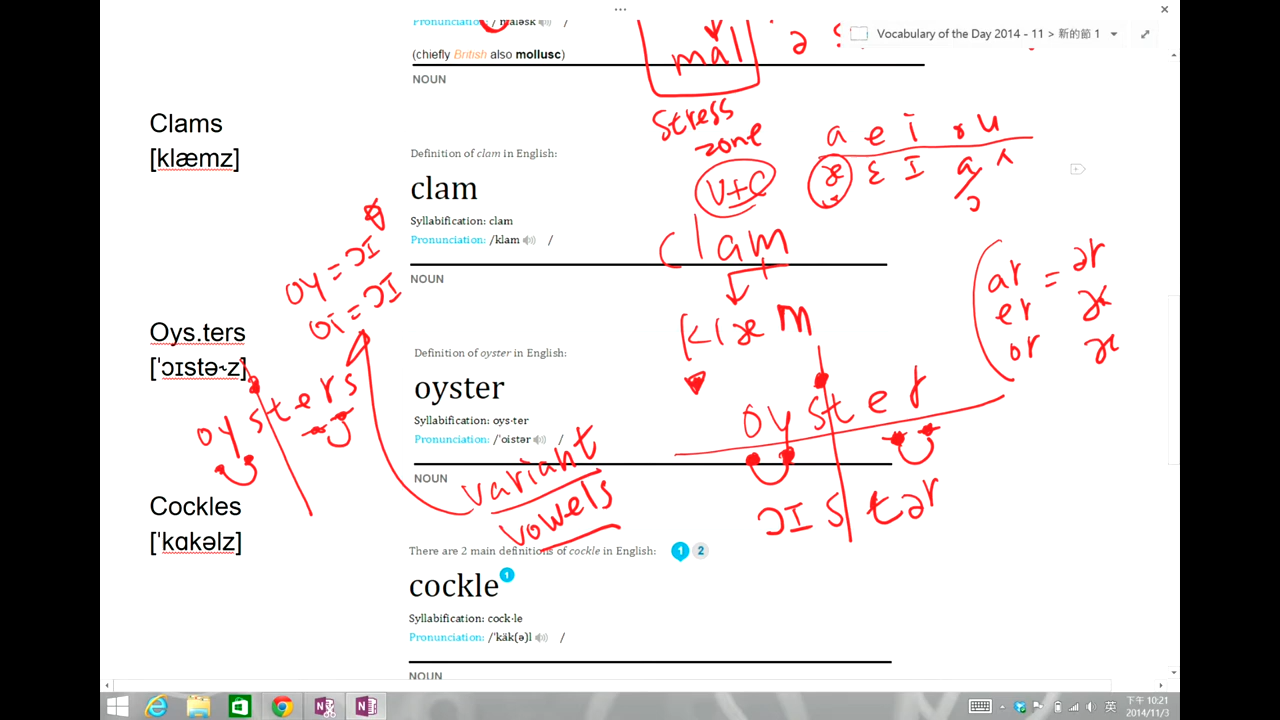 Pronunciation: /ˈmäləsk /
Vocabulary of the Day 2014 - 11 > 新的節 1
(chiefly British also mollusc)
mal
ə
NOUN
stress
zone
V+C
a e i o u
æ ɛ I ɑ ʌ
ɔ
Clams
[klæmz]
Definition of clam in English:
clam
Syllabification: clam
Pronunciation: /klam /
NOUN
clam
klæm
oy = ɔI
oi = ɔI
ar = ər
er
or
Oys.ters
[ˈɔɪstɚz]
oysters
Definition of oyster in English:
oyster
Syllabification: oys·ter
Pronunciation: /ˈoistər /
NOUN
variant
vowels
oyster
ɔIS tər
Cockles
[ˈkɑkəlz]
There are 2 main definitions of cockle in English: 1 2
cockle 1
Syllabification: cock·le
Pronunciation: /ˈkäk(ə)l /
NOUN
英
下午 10:21
2014/11/3